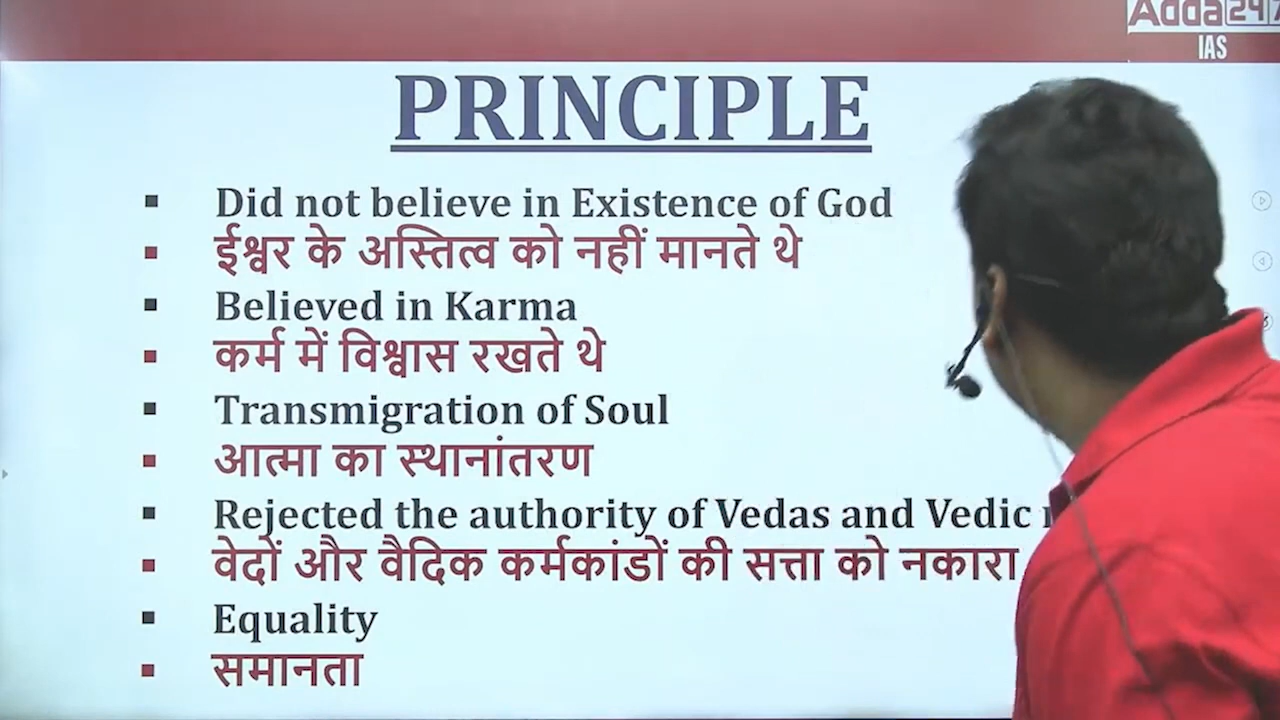 Adda247
IAS
PRINCIPLE
▪ Did not believe in Existence of God
▪ ईश्वर के अस्तित्व को नहीं मानते थे
▪ Believed in Karma
▪ कर्म में विश्वास रखते थे
▪ Transmigration of Soul
▪ आत्मा का स्थानांतरण
▪ Rejected the authority of Vedas and Vedic
▪ वेदों और वैदिक कर्मकांडों की सत्ता को नकारा
▪ Equality
▪ समानता